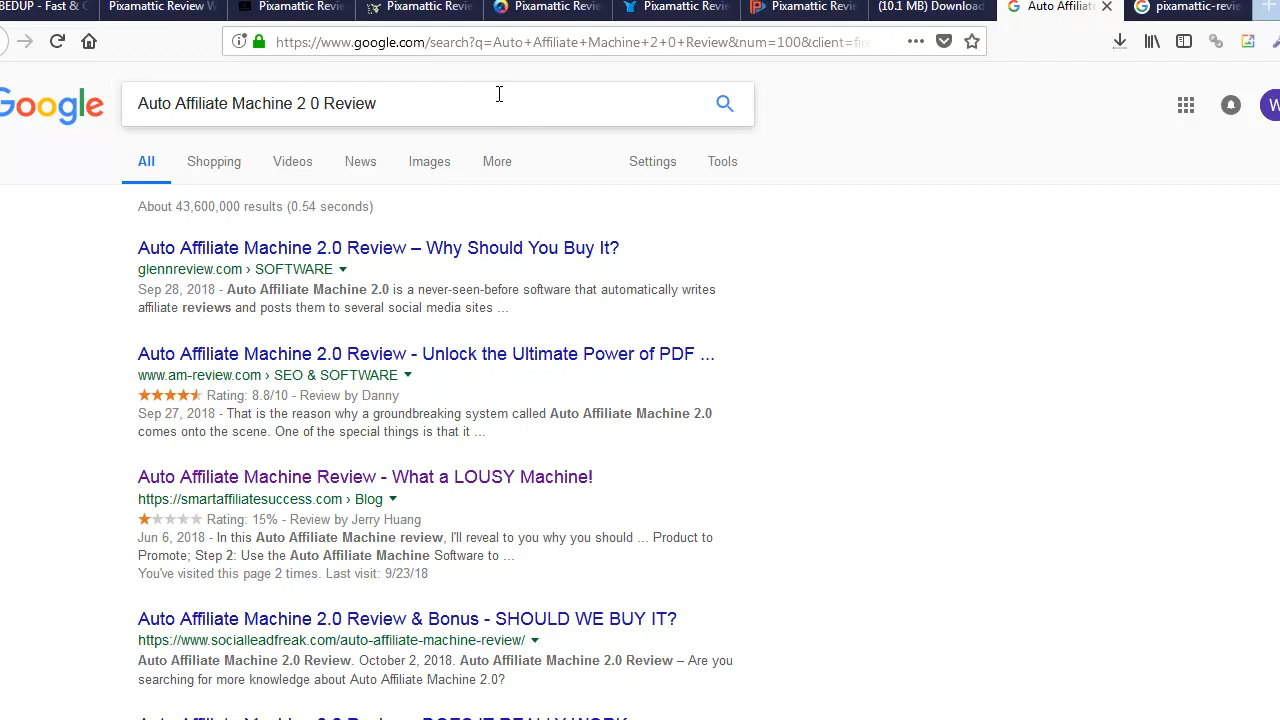 BEDUP - Fast & C
Pixamattic Review W
Pixamattic Revie
Pixamattic Revie
Pixamattic Revie
Pixamattic Revie
Pixamattic Revie
(10.1 MB) Download
Auto Affiliate
pixamattic-revie
https://www.google.com/search?q=Auto+Affiliate+Machine+2+0+Review&num=100&client=fire
Google
Auto Affiliate Machine 2 0 Review
W
All Shopping Videos News Images More Settings Tools
About 43,600,000 results (0.54 seconds)
Auto Affiliate Machine 2.0 Review – Why Should You Buy It?
glennreview.com › SOFTWARE
Sep 28, 2018 - Auto Affiliate Machine 2.0 is a never-seen-before software that automatically writes
affiliate reviews and posts them to several social media sites ...
Auto Affiliate Machine 2.0 Review - Unlock the Ultimate Power of PDF ...
www.am-review.com › SEO & SOFTWARE
Rating: 8.8/10 - Review by Danny
Sep 27, 2018 - That is the reason why a groundbreaking system called Auto Affiliate Machine 2.0
comes onto the scene. One of the special things is that it ...
Auto Affiliate Machine Review - What a LOUSY Machine!
https://smartaffiliatesuccess.com › Blog
Rating: 15% - Review by Jerry Huang
Jun 6, 2018 - In this Auto Affiliate Machine review, I'll reveal to you why you should ... Product to
Promote; Step 2: Use the Auto Affiliate Machine Software to ...
You've visited this page 2 times. Last visit: 9/23/18
Auto Affiliate Machine 2.0 Review & Bonus - SHOULD WE BUY IT?
https://www.socialleadfreak.com/auto-affiliate-machine-review/
Auto Affiliate Machine 2.0 Review. October 2, 2018. Auto Affiliate Machine 2.0 Review – Are you
searching for more knowledge about Auto Affiliate Machine 2.0?